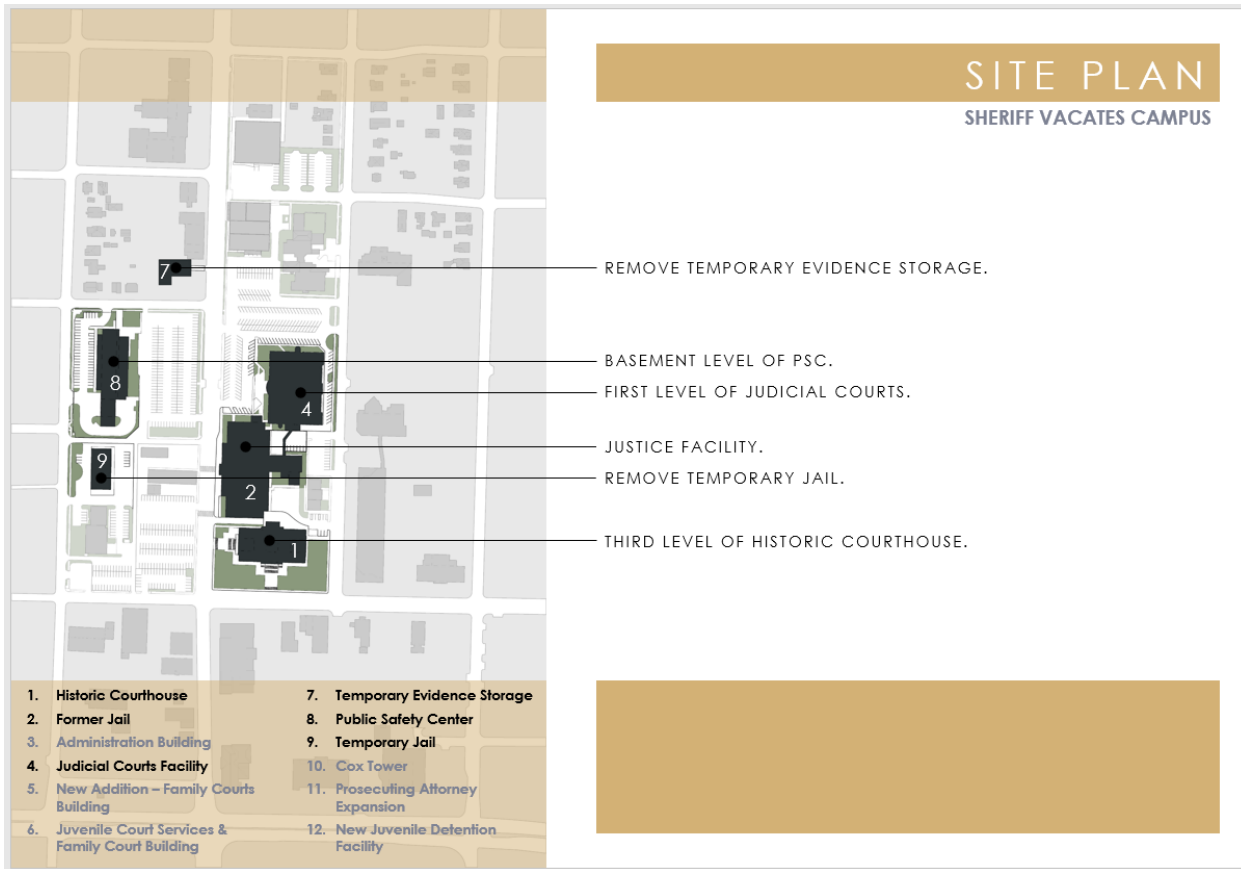 SITE PLAN
SHERIFF VACATES CAMPUS
7
REMOVE TEMPORARY EVIDENCE STORAGE.
BASEMENT LEVEL OF PSC.
8
FIRST LEVEL OF JUDICIAL COURTS.
4
JUSTICE FACILITY.
9
REMOVE TEMPORARY JAIL.
2
THIRD LEVEL OF HISTORIC COURTHOUSE.
1
1. Historic Courthouse
2. Former Jail
3. Administration Building
4. Judicial Courts Facility
5. New Addition – Family Courts
Building
6. Juvenile Court Services &
Family Court Building
7. Temporary Evidence Storage
8. Public Safety Center
9. Temporary Jail
10. Cox Tower
11. Prosecuting Attorney
Expansion
12. New Juvenile Detention
Facility